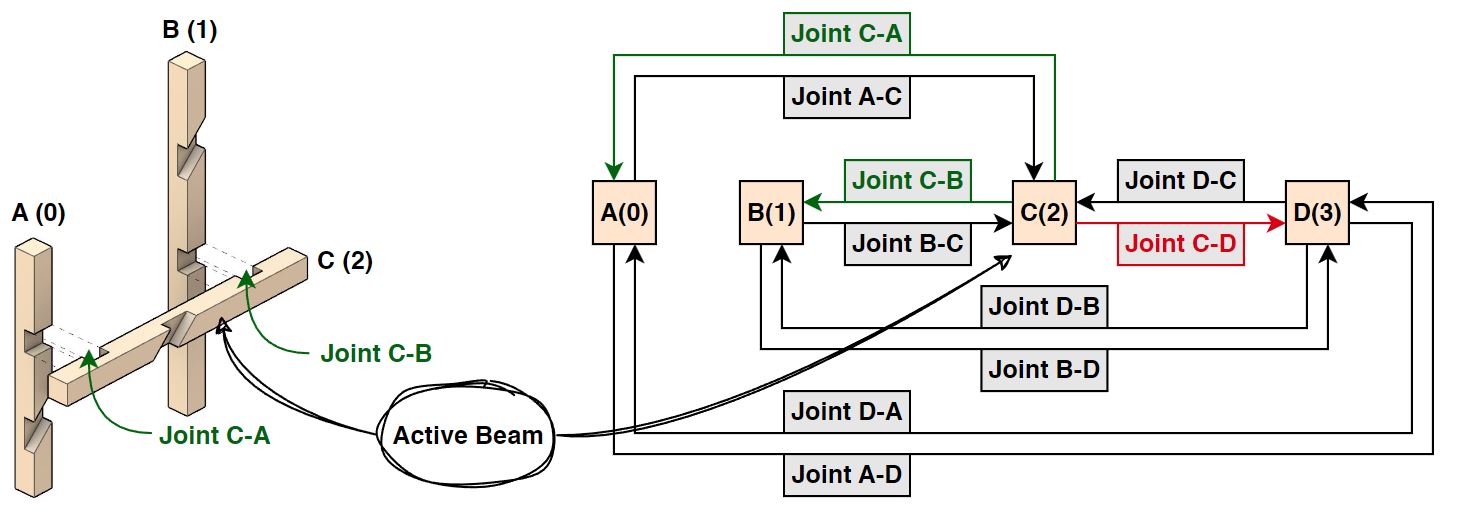 B (1)
A (0)
C (2)
Joint C-B
Joint C-A
Active Beam
Joint C-A
Joint A-C
Joint C-B
Joint D-C
A(0)
B(1)
C(2)
D(3)
Joint B-C
Joint C-D
Joint D-B
Joint B-D
Joint D-A
Joint A-D